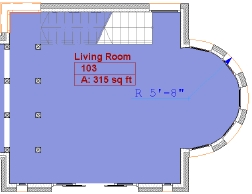 Living Room
103
A: 315 sq ft
R 5'-8"